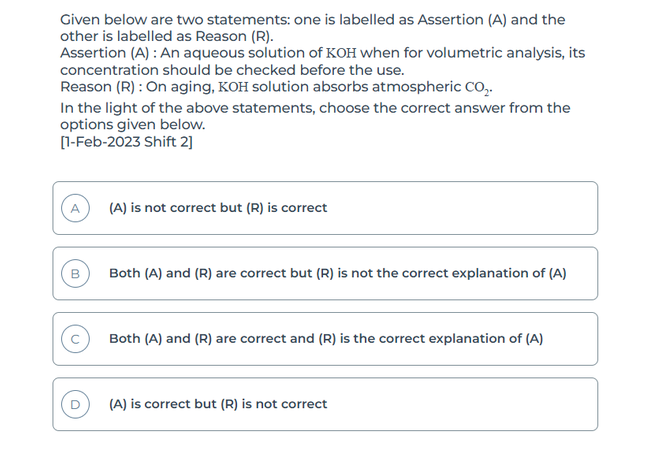 Given below are two statements: one is labelled as Assertion (A) and the
other is labelled as Reason (R).
Assertion (A) : An aqueous solution of KOH when for volumetric analysis, its
concentration should be checked before the use.
Reason (R) : On aging, KOH solution absorbs atmospheric CO₂.
In the light of the above statements, choose the correct answer from the
options given below.
[1-Feb-2023 Shift 2]
A (A) is not correct but (R) is correct
B Both (A) and (R) are correct but (R) is not the correct explanation of (A)
C Both (A) and (R) are correct and (R) is the correct explanation of (A)
D (A) is correct but (R) is not correct